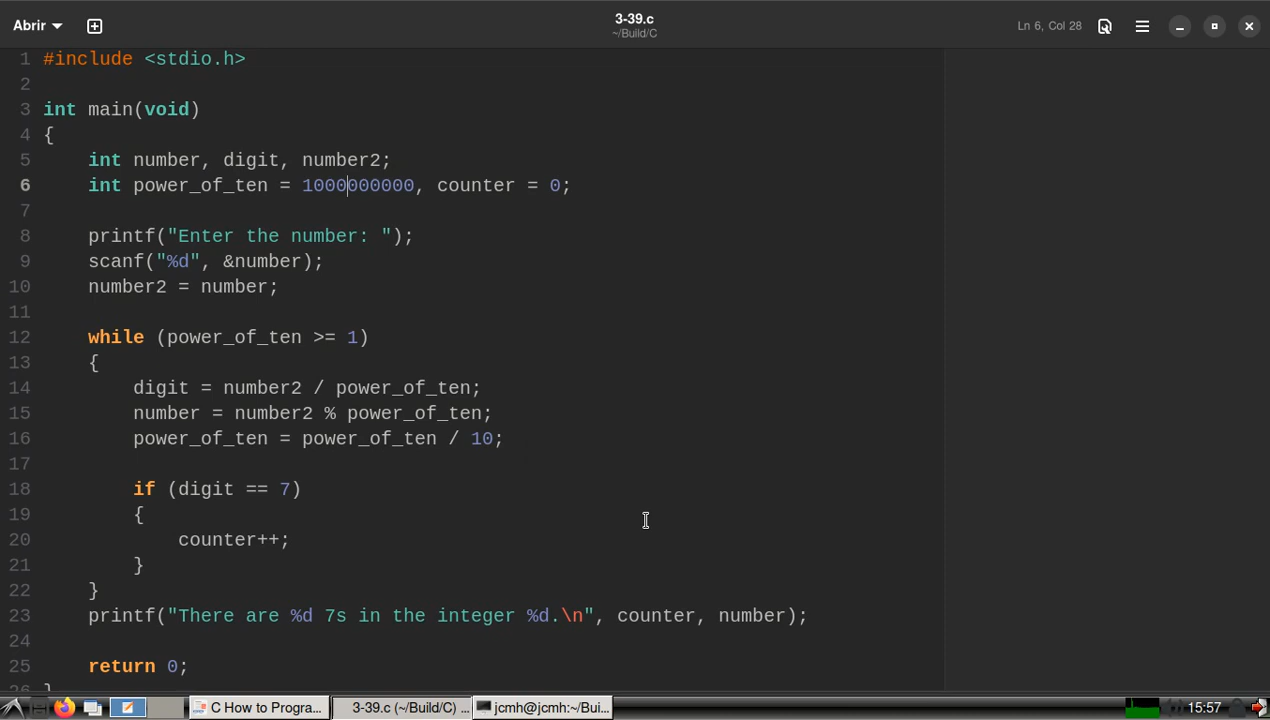 Abrir
3-39.c
~/Build/C
Ln 6, Col 28
1 #include <stdio.h>
2
3 int main(void)
4 {
5     int number, digit, number2;
6     int power_of_ten = 1000000000, counter = 0;
7
8     printf("Enter the number: ");
9     scanf("%d", &number);
10     number2 = number;
11
12     while (power_of_ten >= 1)
13     {
14         digit = number2 / power_of_ten;
15         number = number2 % power_of_ten;
16         power_of_ten = power_of_ten / 10;
17
18         if (digit == 7)
19         {
20             counter++;
21         }
22     }
23     printf("There are %d 7s in the integer %d.\n", counter, number);
24
25     return 0;
26 }
C How to Progra...
3-39.c (~/Build/C) ...
jcmh@jcmh:~/Bui...
15:57